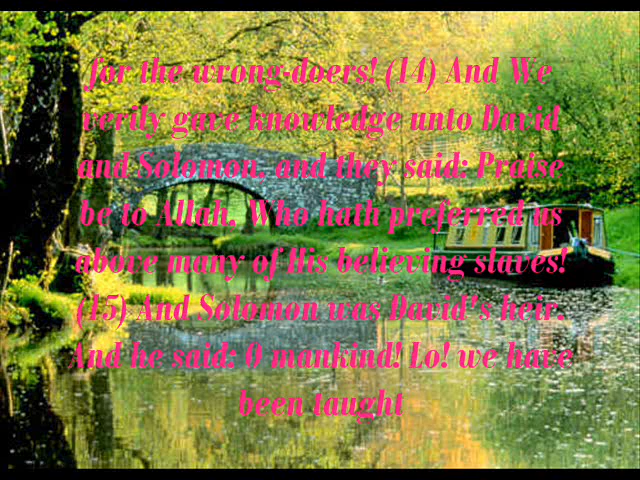 for the wrong-doers! (14) And We
verily gave knowledge unto David
and Solomon, and they said: Praise
be to Allah, Who hath preferred us
above many of His believing slaves!
(15) And Solomon was David's heir.
And he said: O mankind! Lo! we have
been taught